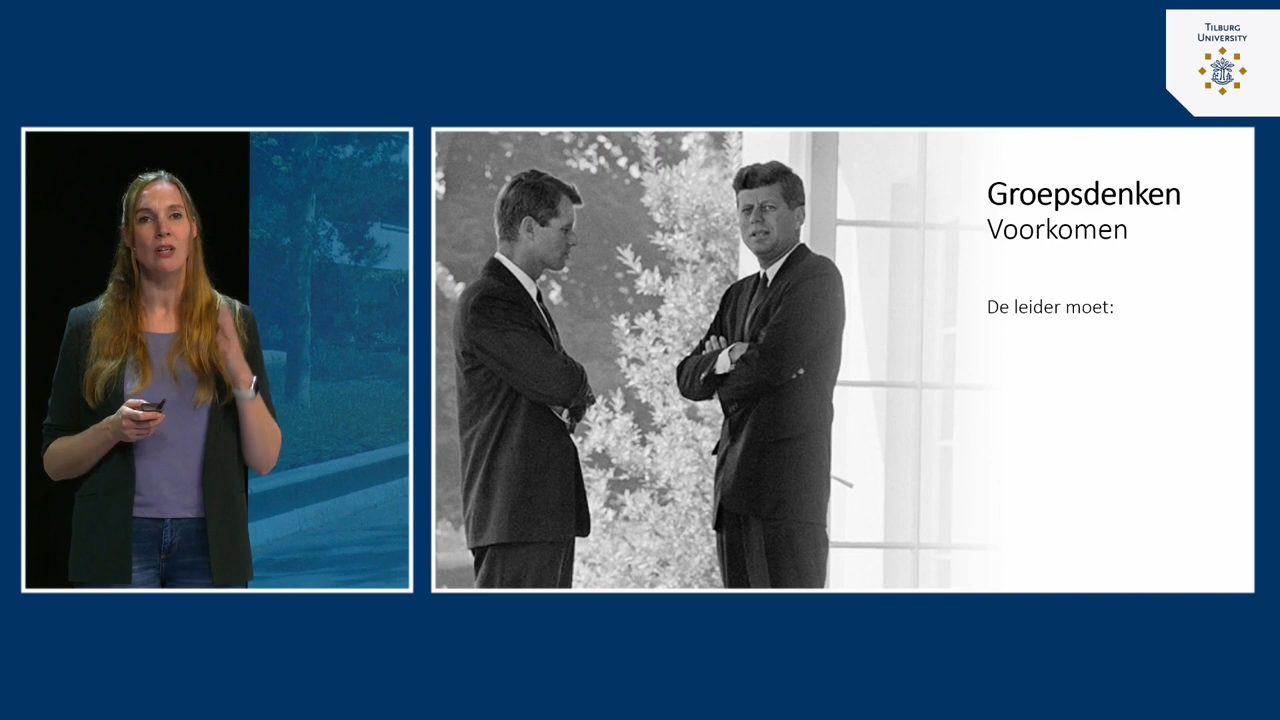 TILBURG
UNIVERSITY
Groepsdenken
Voorkomen
De leider moet: